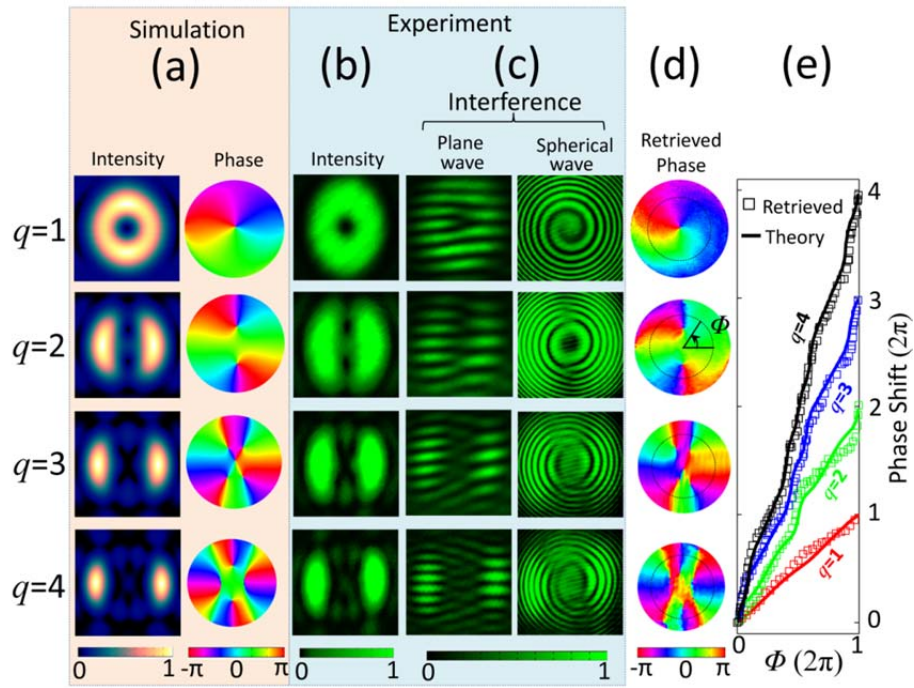 Simulation
Experiment
(a)
(b)
(c)
(d)
(e)
Interference
Intensity
Phase
Intensity
Plane
wave
Spherical
wave
Retrieved
Phase
q=1
q=2
q=3
q=4
Φ
□ Retrieved
Theory
q=4
q=3
q=2
q=1
4
3
2
1
0
Phase Shift (2π)
0
1
Φ (2π)
0
1
-π
0
π
0
1
0
1
-π
0
π